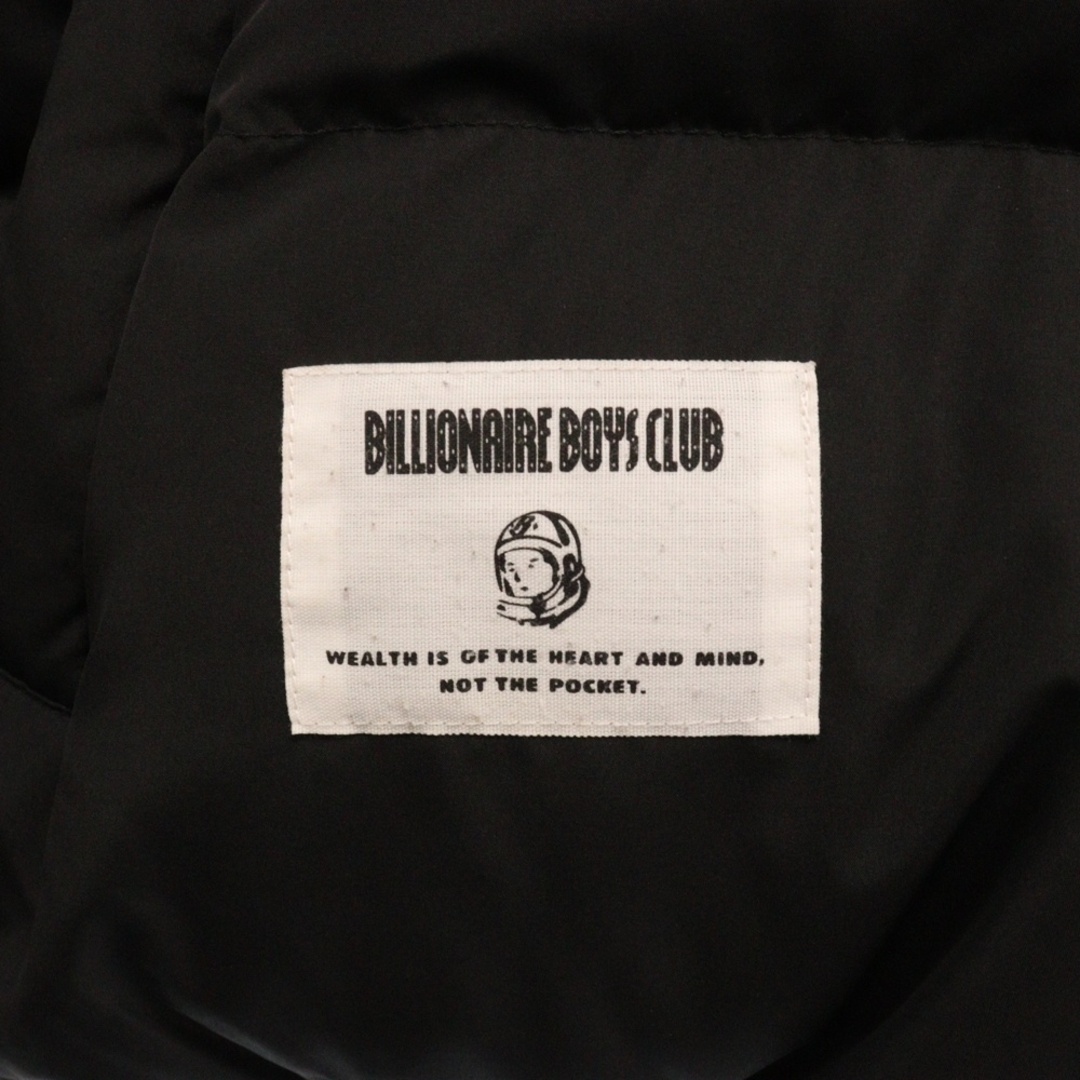 BILLIONAIRE BOYS CLUB
WEALTH IS OF THE HEART AND MIND,
NOT THE POCKET.